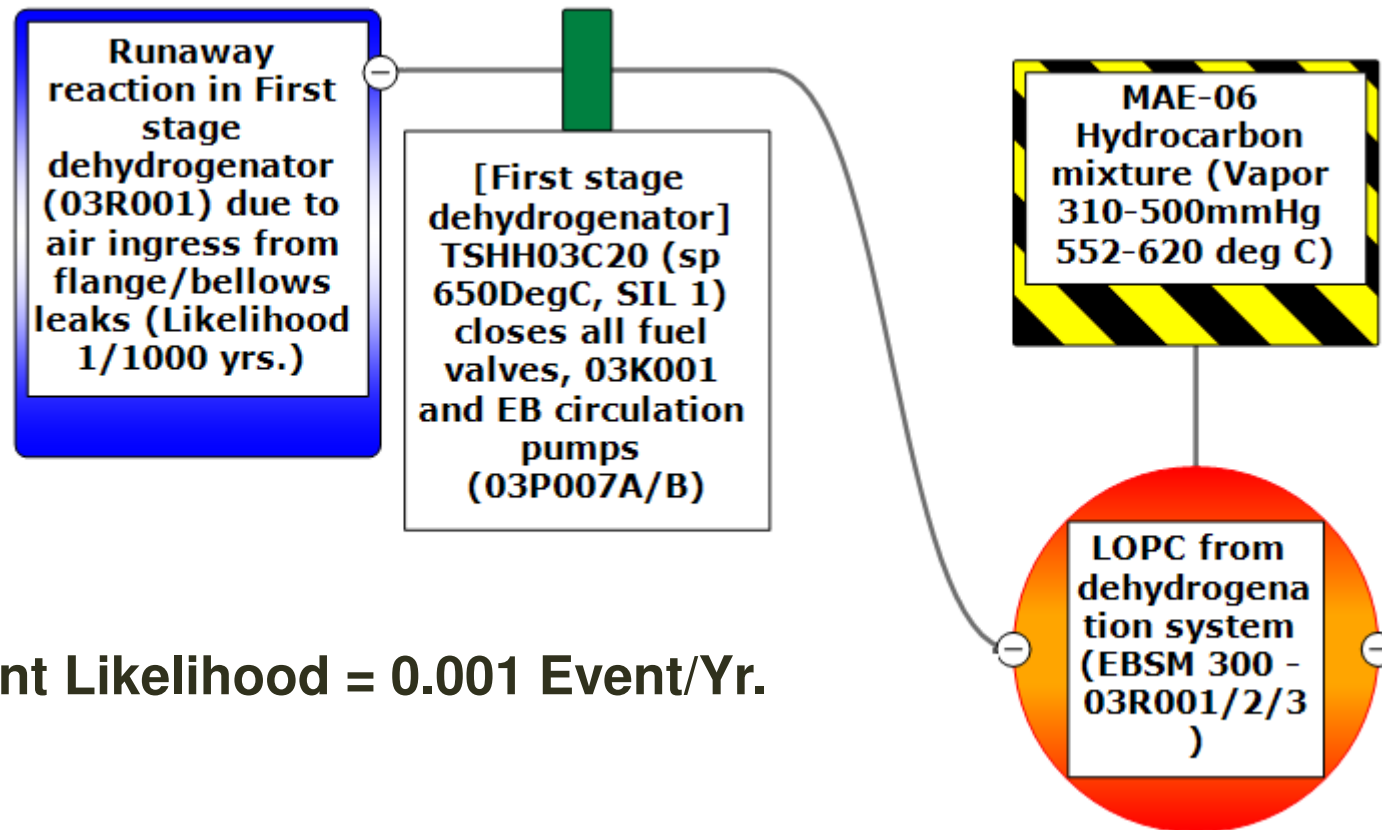 Runaway
reaction in First
stage
dehydrogenator
(03R001) due to
air ingress from
flange/bellows
leaks (Likelihood
1/1000 yrs.)
[First stage
dehydrogenator]
TSHH03C20 (sp
650DegC, SIL 1)
closes all fuel
valves, 03K001
and EB circulation
pumps
(03P007A/B)
MAE-06
Hydrocarbon
mixture (Vapor
310-500mmHg
552-620 deg C)
LOPC from
dehydrogena
tion system
(EBSM 300 -
03R001/2/3
)
nt Likelihood = 0.001 Event/Yr.